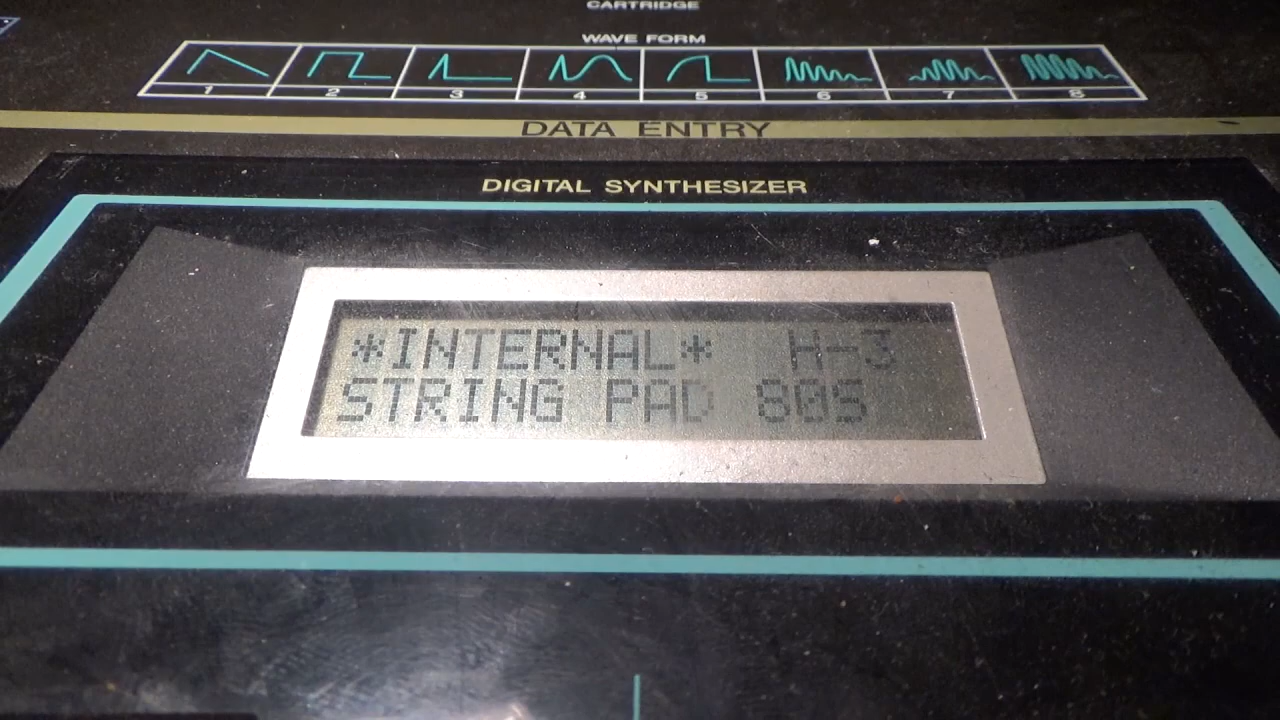 CARTRIDGE
WAVE FORM
1 2 3 4 5 6 7 8
DATA ENTRY
DIGITAL SYNTHESIZER
*INTERNAL* H-3
STRING PAD 80S